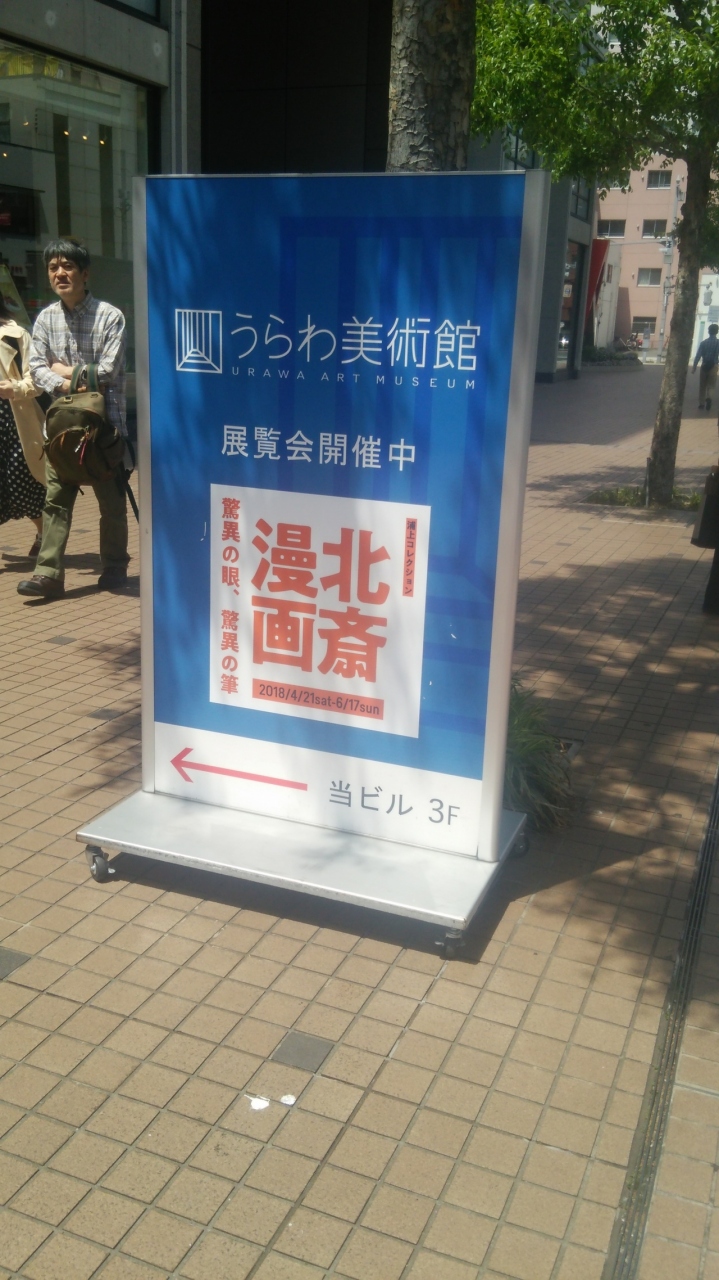 うらわ美術館
URAWA ART MUSEUM
展覧会開催中
浦上コレクション
北斎
漫画
驚異の眼、驚異の筆
2018/4/21sat-6/17sun
当ビル 3F